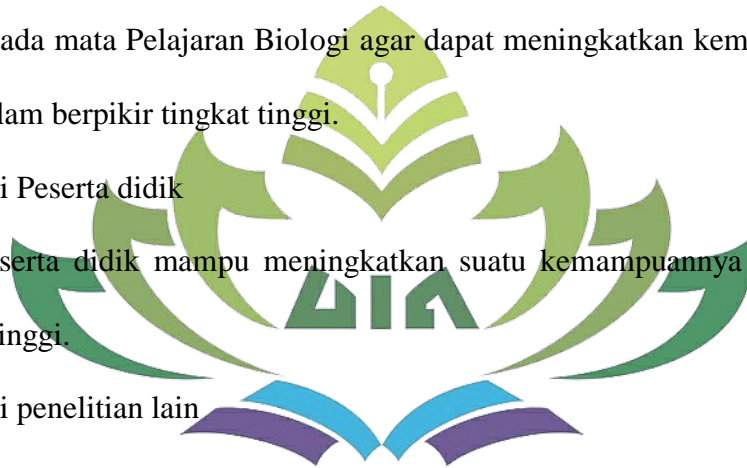 ada mata Pelajaran Biologi agar dapat meningkatkan kem
lam berpikir tingkat tinggi.
i Peserta didik
serta didik mampu meningkatkan suatu kemampuannya
inggi.
i penelitian lain